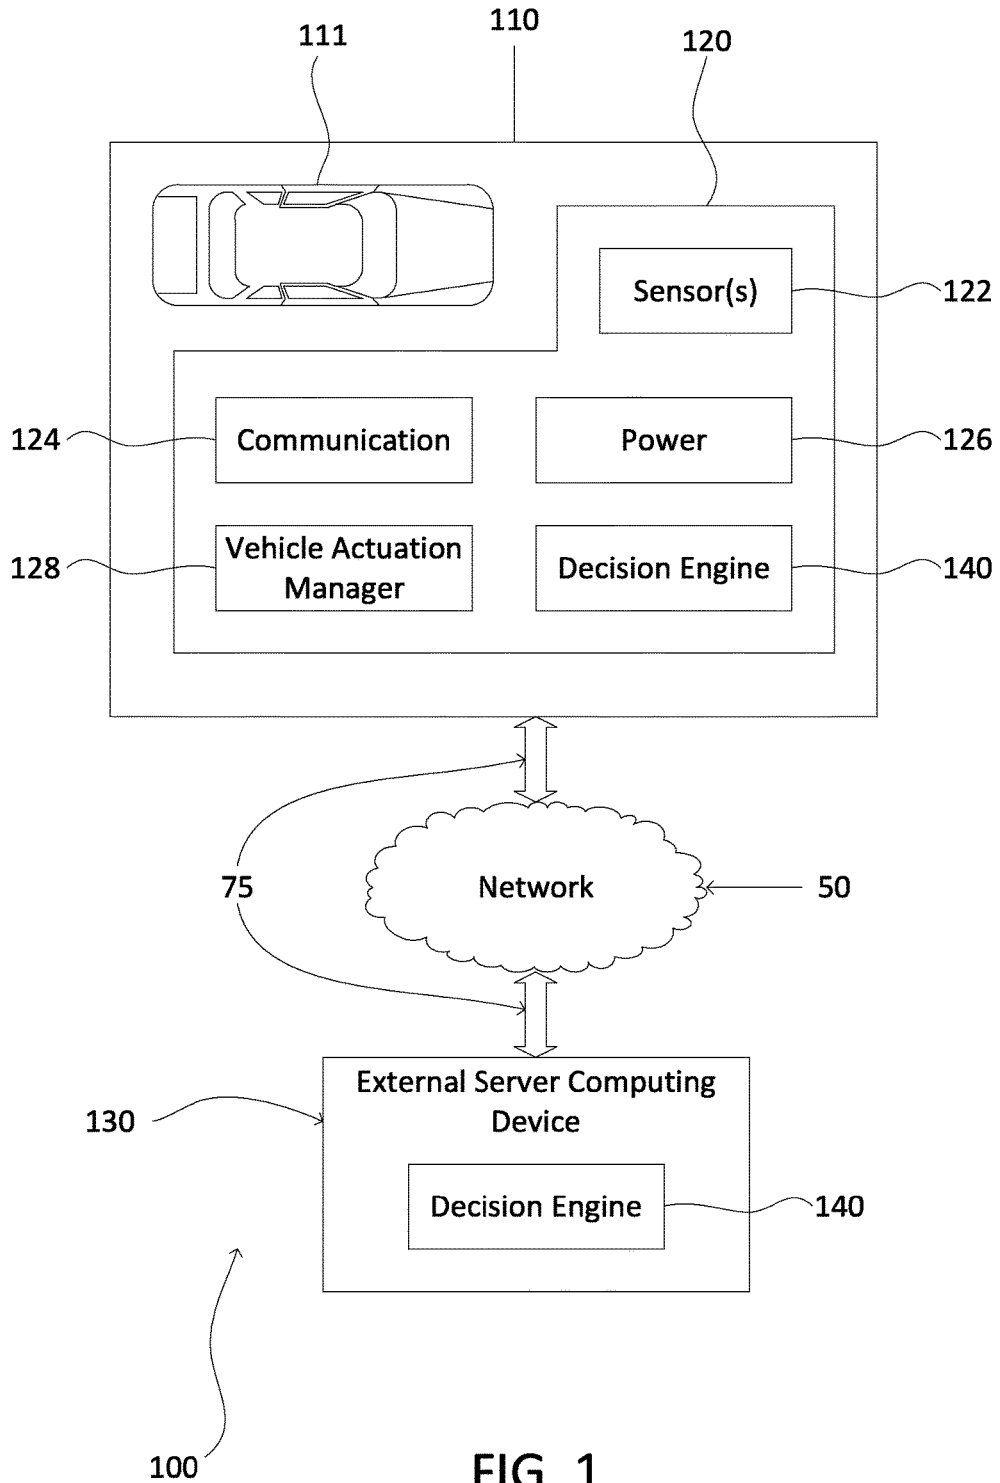 110
111
120
Sensor(s)
122
124
Communication
Power
126
128
Vehicle Actuation
Manager
Decision Engine
140
75
Network
50
External Server Computing
Device
130
Decision Engine
140
100
FIG. 1